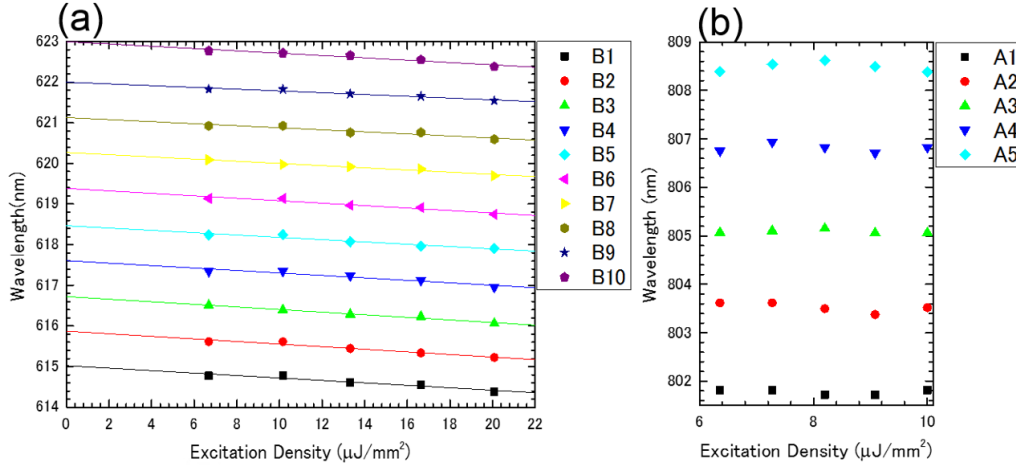 (a)
623
622
621
620
619
618
617
616
615
614
Wavelength(nm)
0 2 4 6 8 10 12 14 16 18 20 22
Excitation Density (μJ/mm²)
B1
B2
B3
B4
B5
B6
B7
B8
B9
B10
(b)
809
808
807
806
805
804
803
802
Wavelength (nm)
6 7 8 9 10
Excitation Density (μJ/mm²)
A1
A2
A3
A4
A5